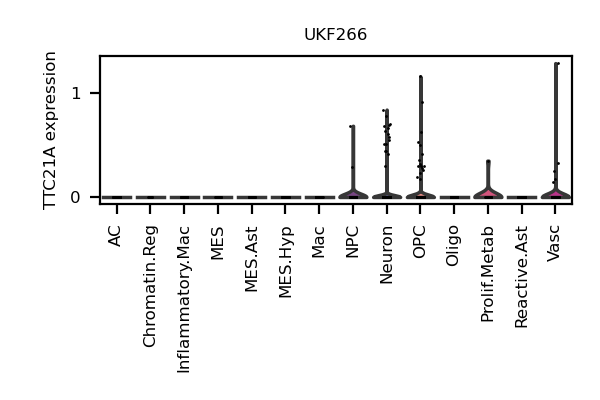 UKF266
TTC21A expression
1
0
AC
Chromatin.Reg
Inflammatory.Mac
MES
MES.Ast
MES.Hyp
Mac
NPC
Neuron
OPC
Oligo
Prolif.Metab
Reactive.Ast
Vasc